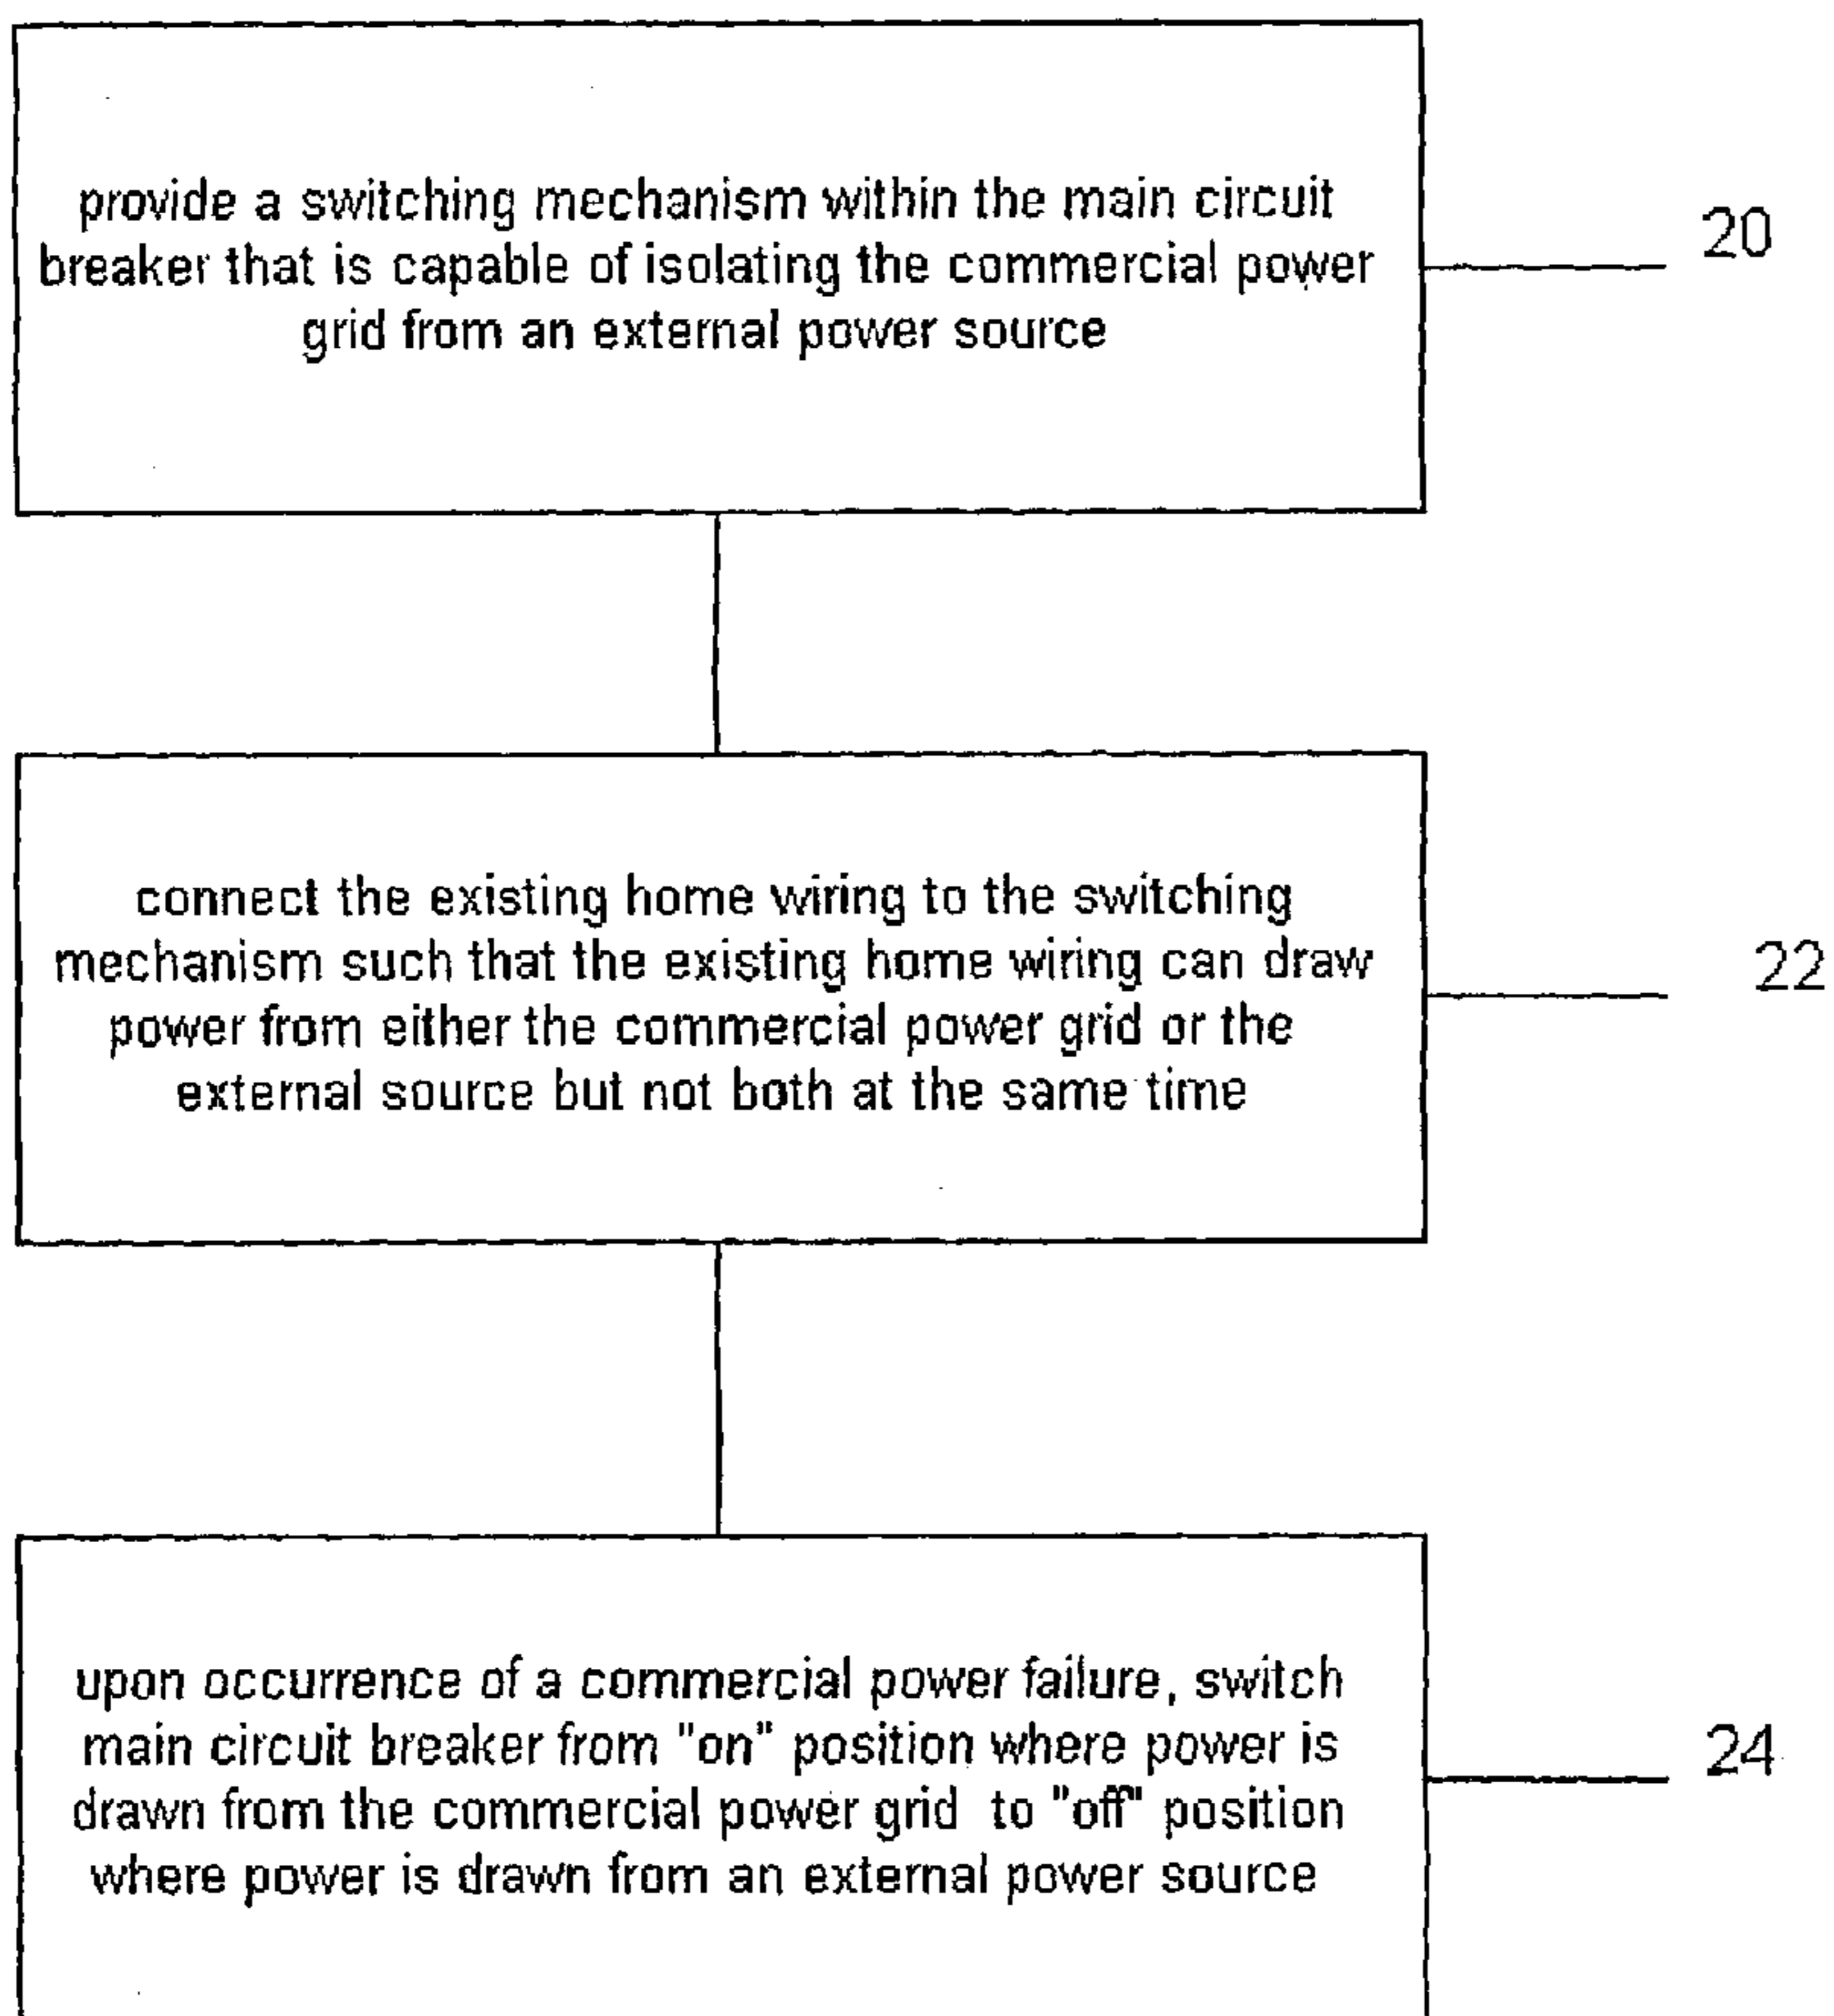 provide a switching mechanism within the main circuit
breaker that is capable of isolating the commercial power
grid from an external power source
20
connect the existing home wiring to the switching
mechanism such that the existing home wiring can draw
power from either the commercial power grid or the
external source but not both at the same time
22
upon occurrence of a commercial power failure, switch
main circuit breaker from "on" position where power is
drawn from the commercial power grid to "off" position
where power is drawn from an external power source
24